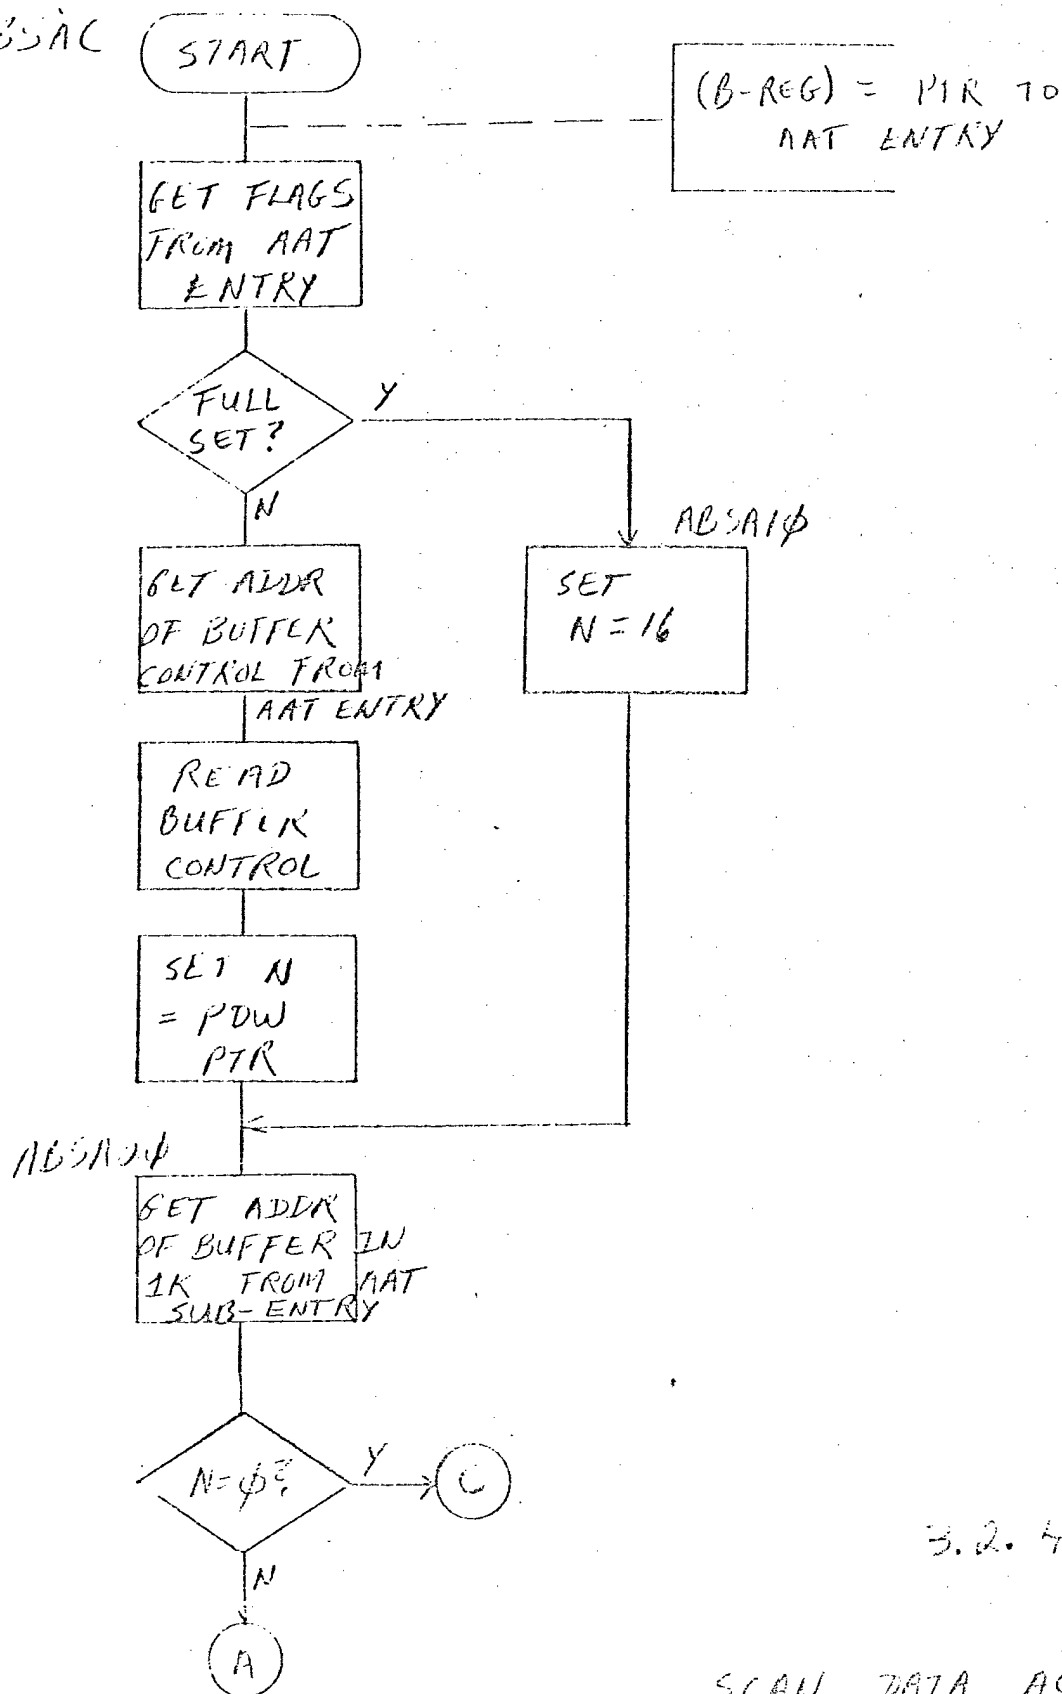 START
(B-REG) = PTR TO
AAT ENTRY
GET FLAGS
FROM AAT
ENTRY
FULL
SET?
Y
N
ABSA1φ
GET ADDR
OF BUFFER
CONTROL FROM
AAT ENTRY
SET
N = 16
READ
BUFFER
CONTROL
SET N
= PDW
PTR
GET ADDR
OF BUFFER IN
1K FROM AAT
SUB-ENTRY
N=φ?
Y
C
N
A
3.2.4
SCAN DATA